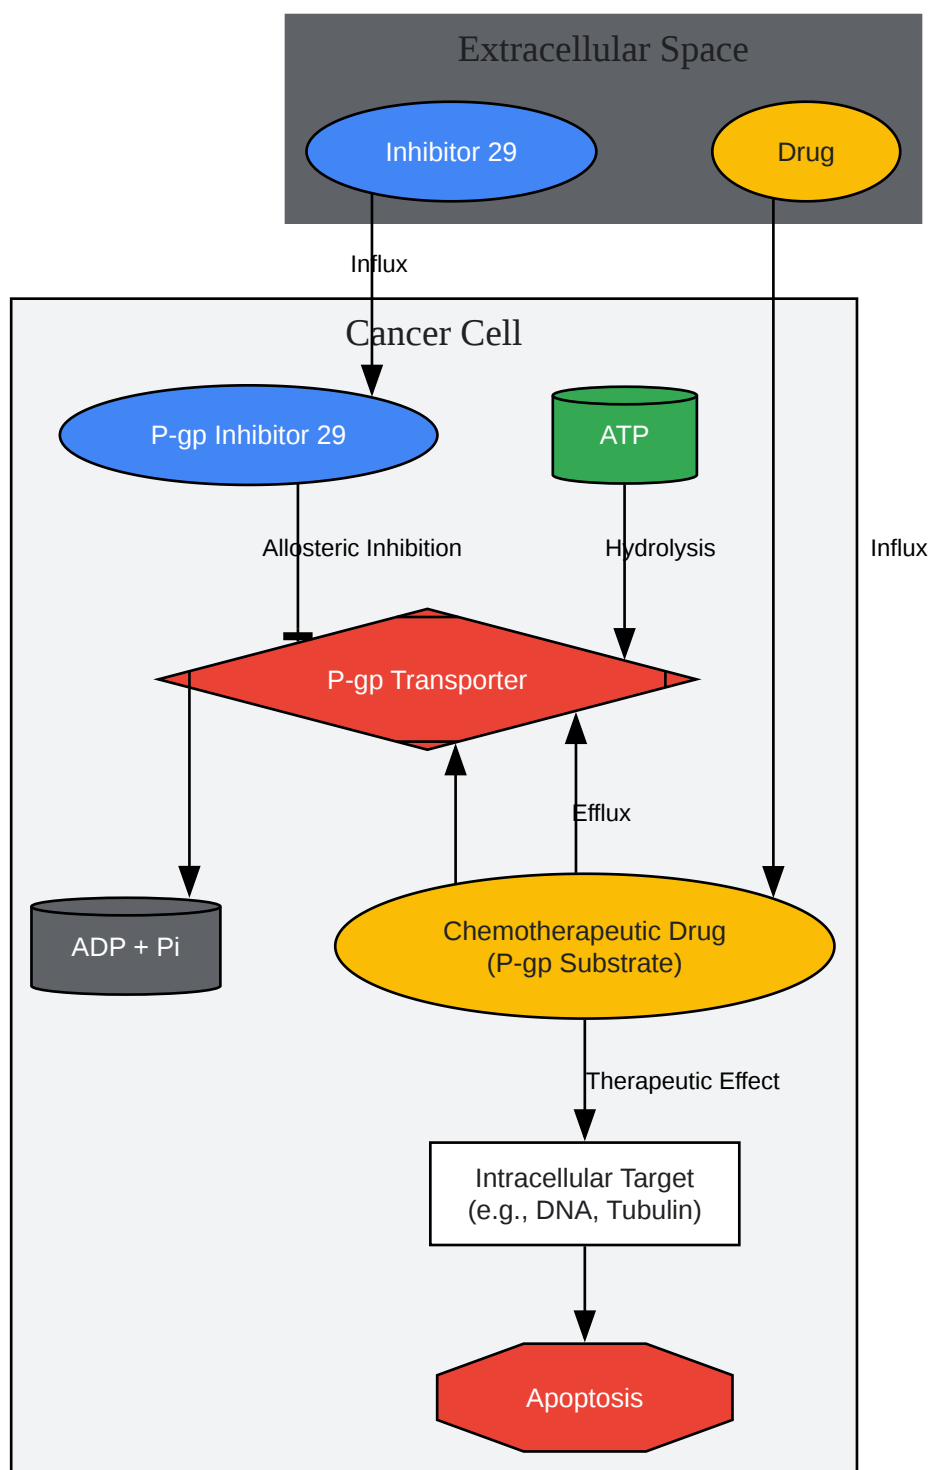 Extracellular Space
Inhibitor 29
Drug
Influx
Cancer Cell
P-gp Inhibitor 29
ATP
Allosteric Inhibition
Hydrolysis
Influx
P-gp Transporter
Efflux
ADP + Pi
Chemotherapeutic Drug
(P-gp Substrate)
Therapeutic Effect
Intracellular Target
(e.g., DNA, Tubulin)
Apoptosis